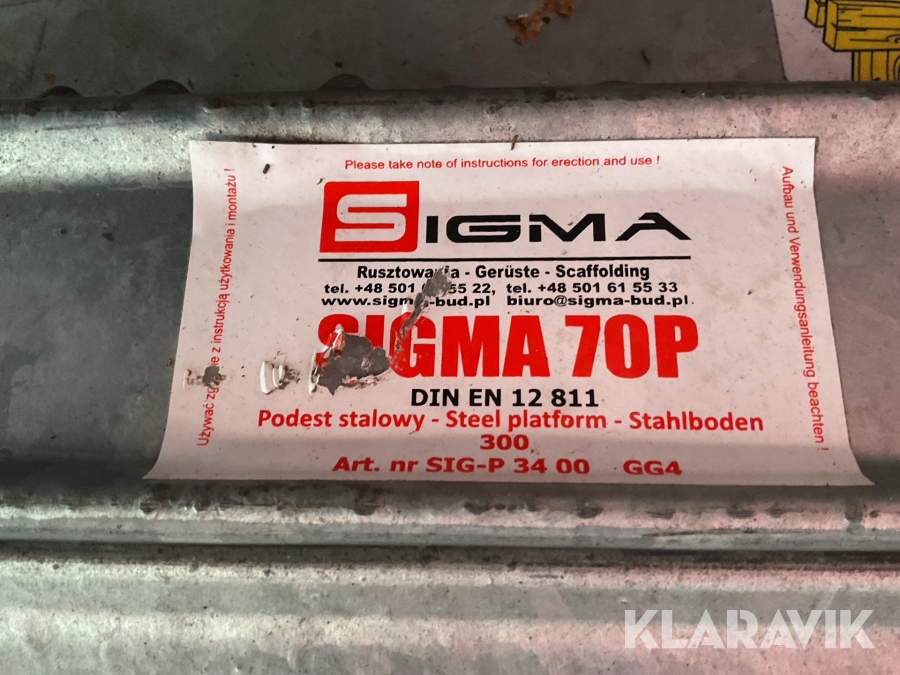 Please take note of instructions for erection and use !
SIGMA
Rusztowania - Gerüste - Scaffolding
tel. +48 501 55 22, tel. +48 501 61 55 33
www.sigma-bud.pl biuro@sigma-bud.pl
SIGMA 70P
DIN EN 12 811
Podest stalowy - Steel platform - Stahlboden
300
Art. nr SIG-P 34 00 GG4
Używać zgodnie z instrukcją użytkowania i montażu !
Aufbau und Verwendungsanleitung beachten !
KLARAVIK